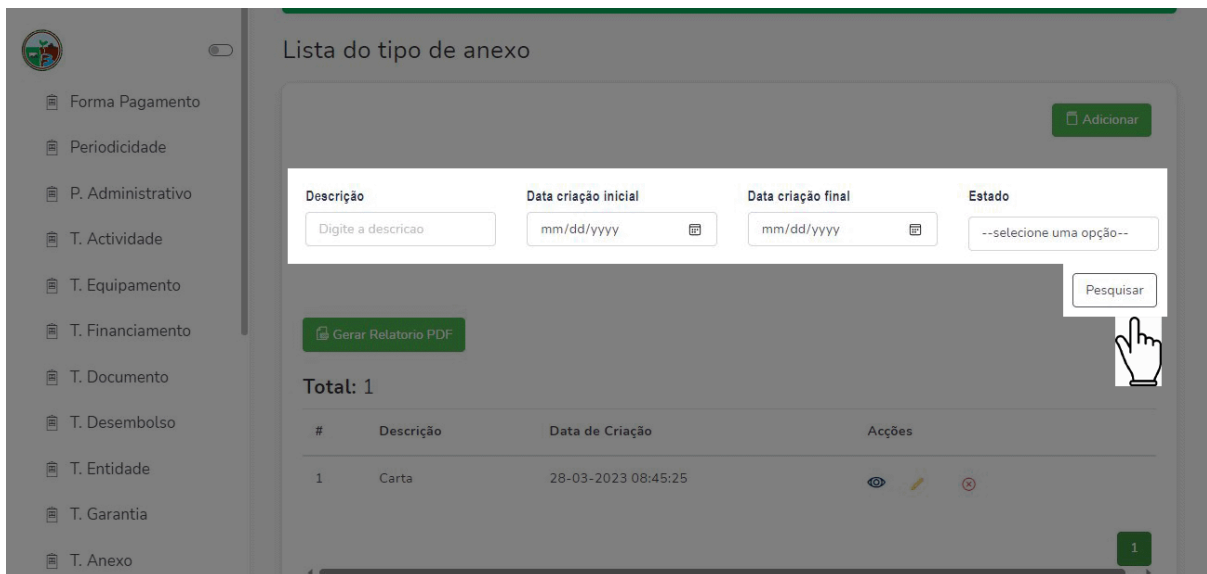 Lista do tipo de anexo
Forma Pagamento
Periodicidade
P. Administrativo
T. Actividade
T. Equipamento
T. Financiamento
T. Documento
T. Desembolso
T. Entidade
T. Garantia
T. Anexo
Adicionar
Descrição Data criação inicial Data criação final Estado
Digite a descricao mm/dd/yyyy mm/dd/yyyy --selecione uma opção--
Pesquisar
Gerar Relatorio PDF
Total: 1
# Descrição Data de Criação Acções
1 Carta 28-03-2023 08:45:25
1